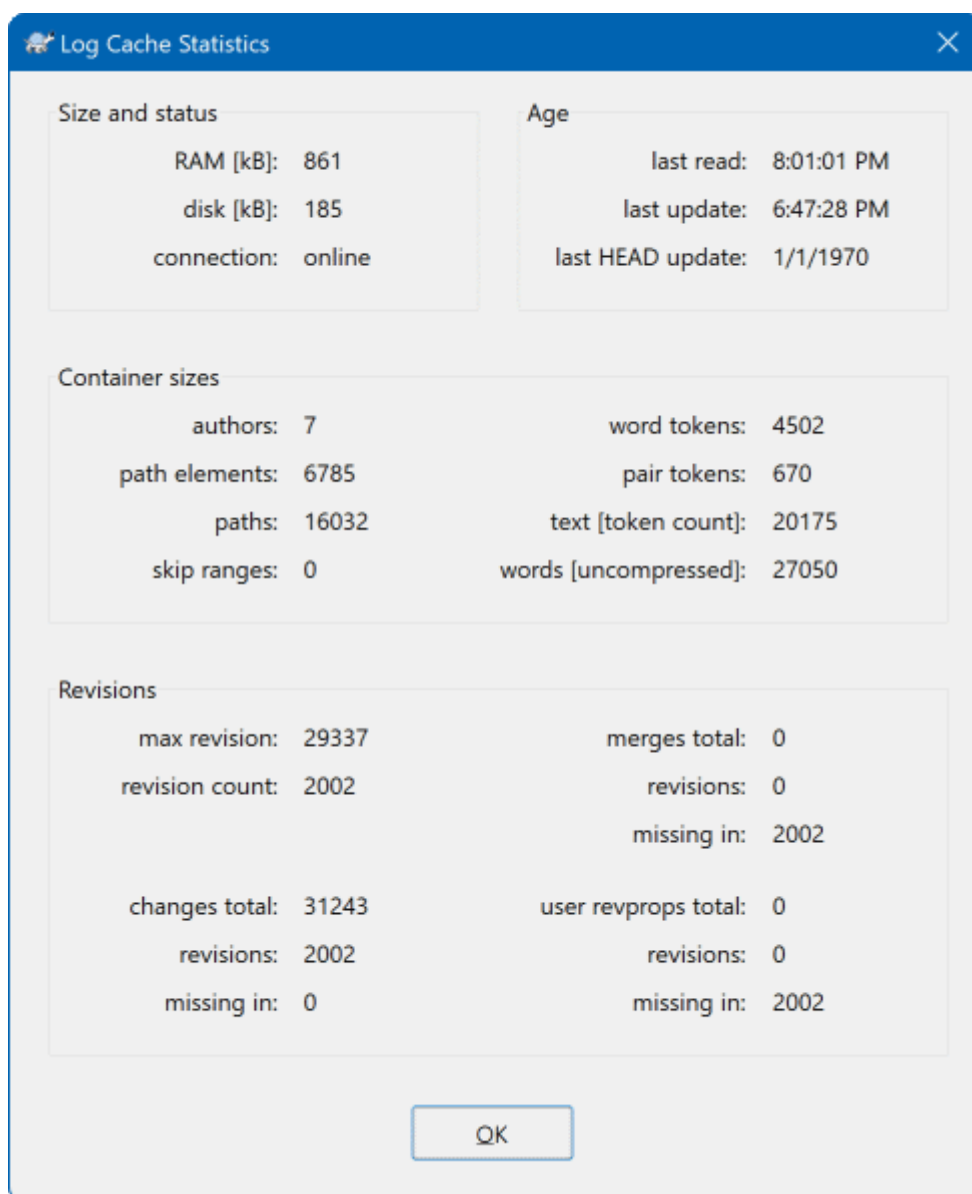 Log Cache Statistics
Size and status
RAM [kB]: 861
disk [kB]: 185
connection: online
Age
last read: 8:01:01 PM
last update: 6:47:28 PM
last HEAD update: 1/1/1970
Container sizes
authors: 7
path elements: 6785
paths: 16032
skip ranges: 0
word tokens: 4502
pair tokens: 670
text [token count]: 20175
words [uncompressed]: 27050
Revisions
max revision: 29337
revision count: 2002
merges total: 0
revisions: 0
missing in: 2002
changes total: 31243
revisions: 2002
missing in: 0
user revprops total: 0
revisions: 0
missing in: 2002
OK